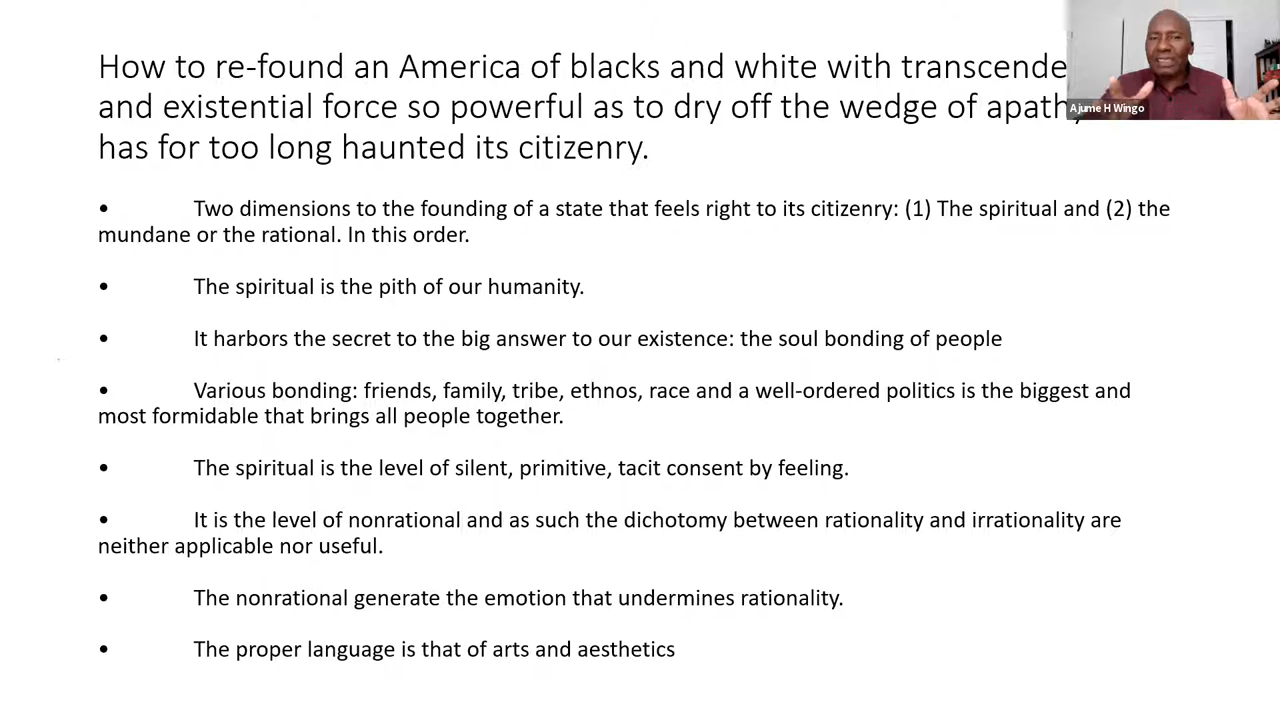 How to re-found an America of blacks and white with transcende
and existential force so powerful as to dry off the wedge of apathy
has for too long haunted its citizenry.
Ajume H Wingo
• Two dimensions to the founding of a state that feels right to its citizenry: (1) The spiritual and (2) the
mundane or the rational. In this order.
• The spiritual is the pith of our humanity.
• It harbors the secret to the big answer to our existence: the soul bonding of people
• Various bonding: friends, family, tribe, ethnos, race and a well-ordered politics is the biggest and
most formidable that brings all people together.
• The spiritual is the level of silent, primitive, tacit consent by feeling.
• It is the level of nonrational and as such the dichotomy between rationality and irrationality are
neither applicable nor useful.
• The nonrational generate the emotion that undermines rationality.
• The proper language is that of arts and aesthetics